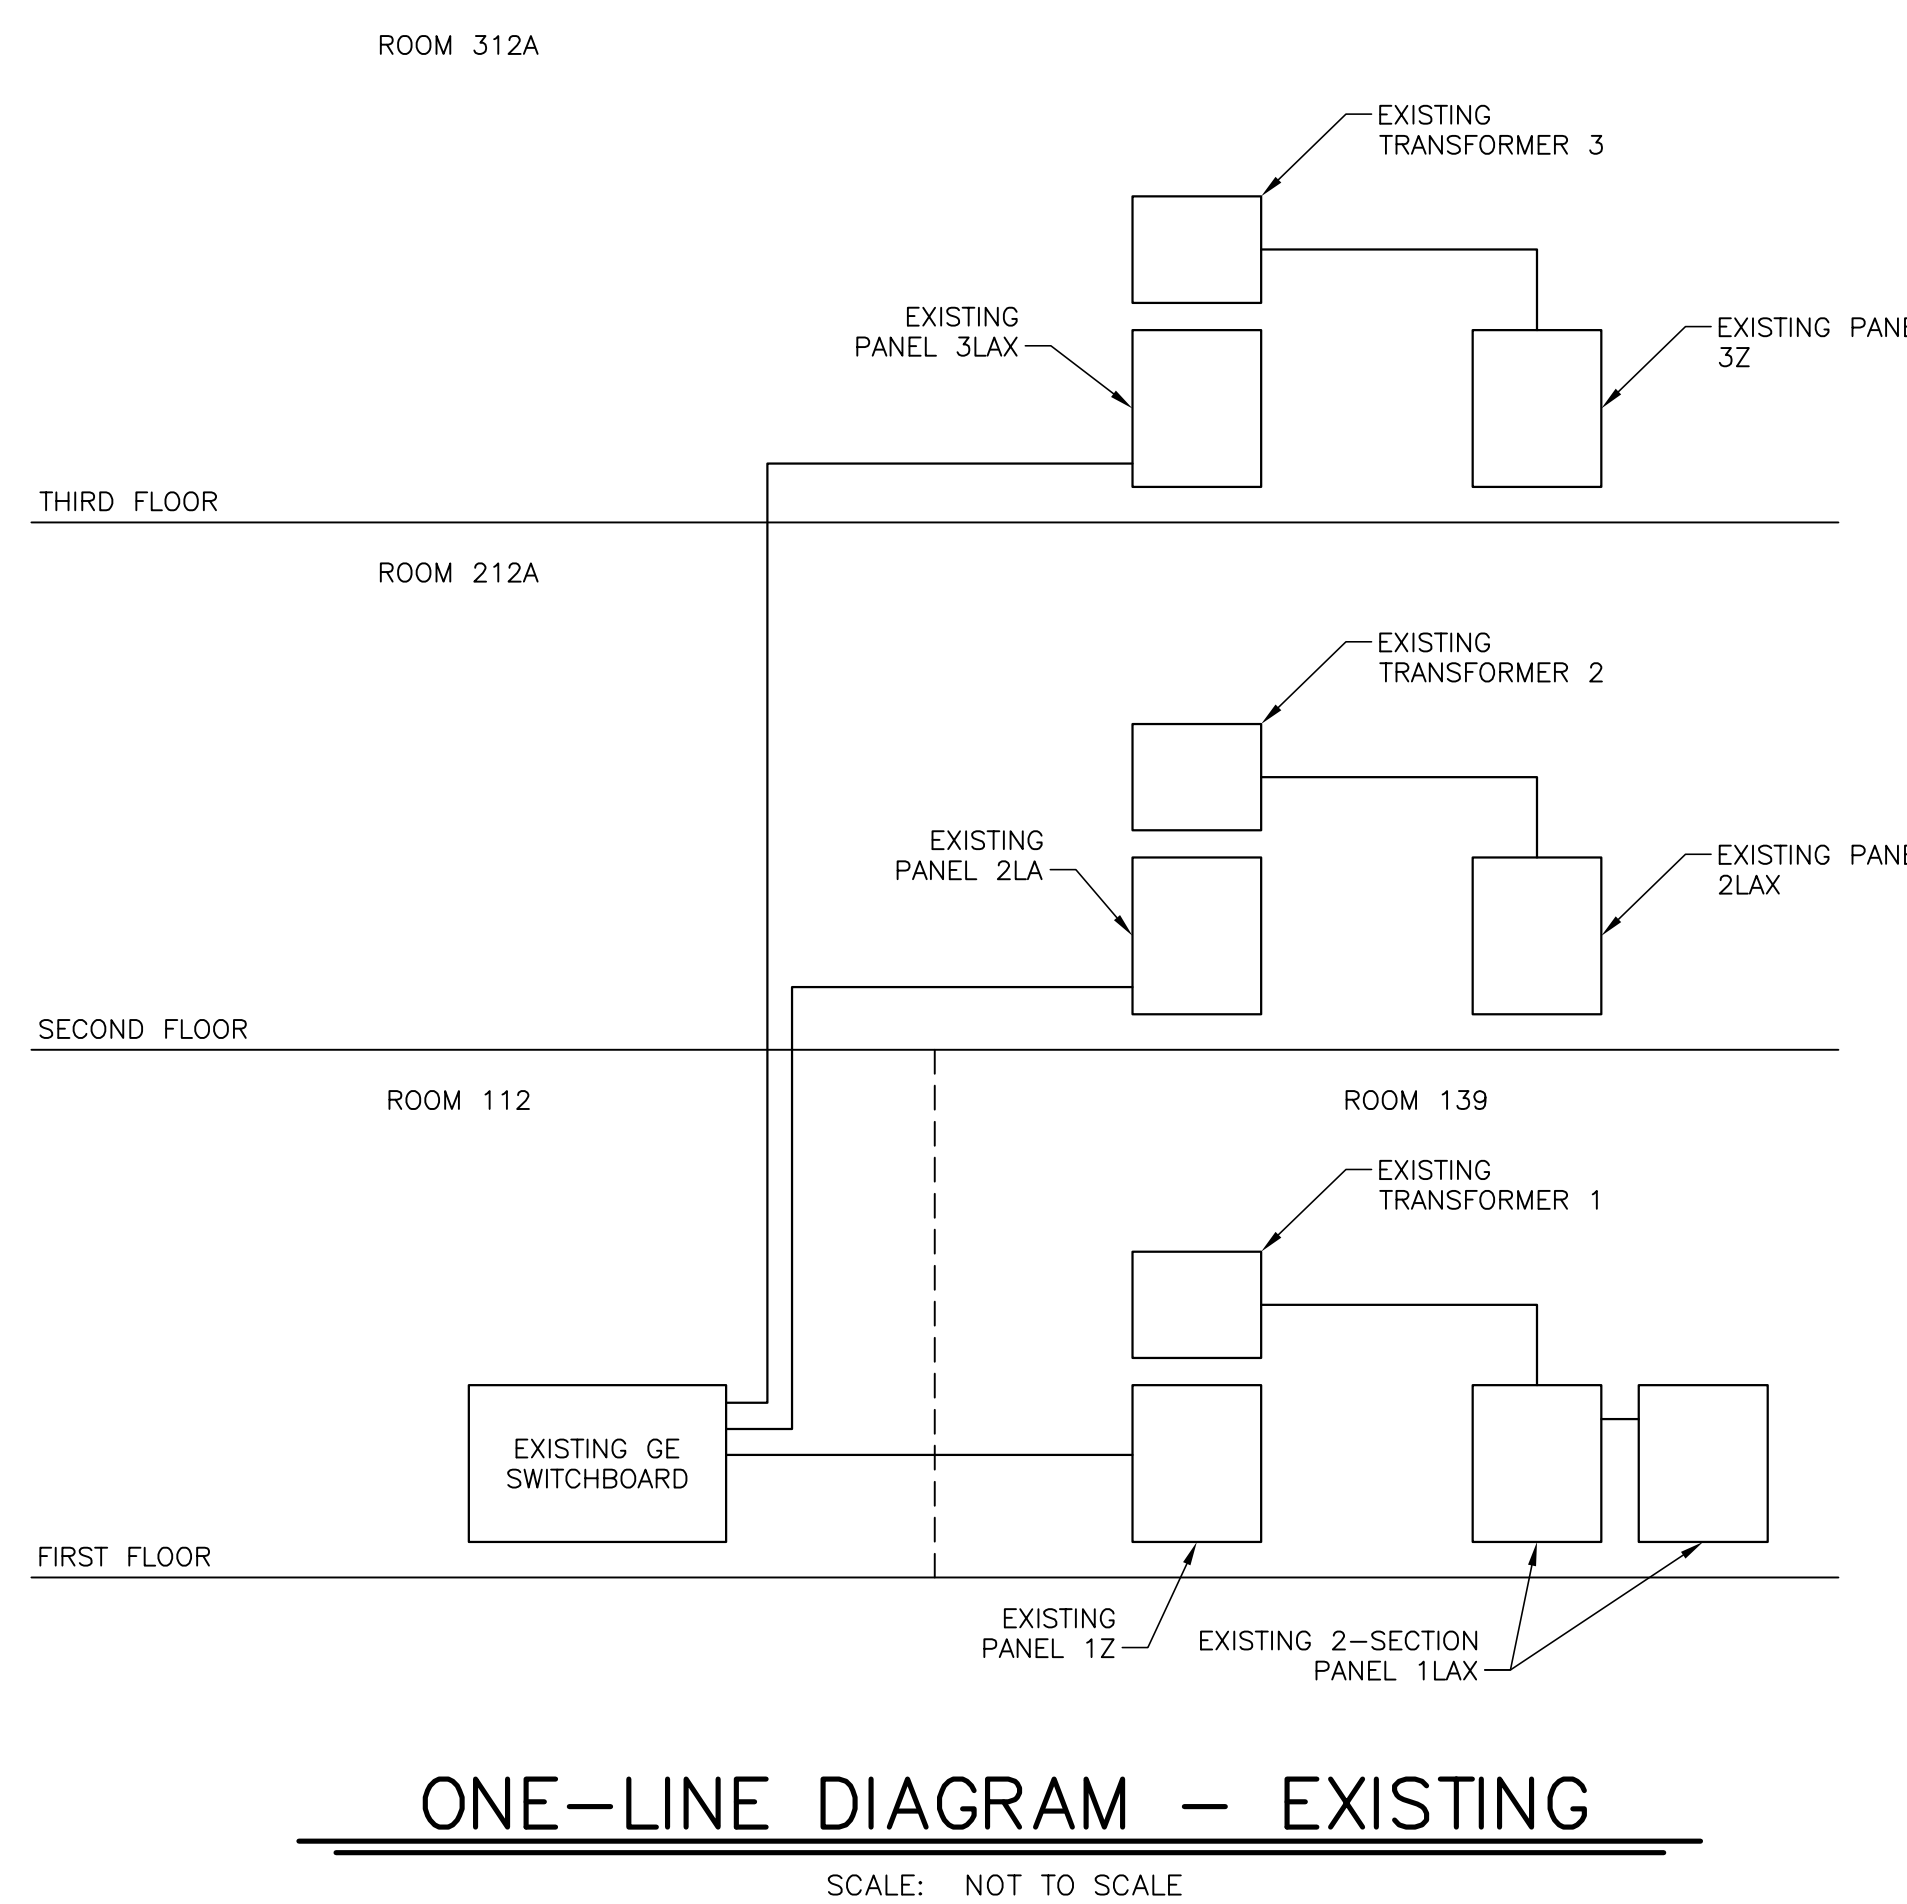 ROOM 312A
EXISTING
TRANSFORMER 3
EXISTING
PANEL 3LAX
EXISTING
3Z
THIRD FLOOR
ROOM 212A
EXISTING
TRANSFORMER 2
EXISTING
PANEL 2LA
EXISTING
2LAX
SECOND FLOOR
ROOM 112
ROOM 139
EXISTING
TRANSFORMER 1
EXISTING GE
SWITCHBOARD
FIRST FLOOR
EXISTING
PANEL 1Z
EXISTING 2-SECTION
PANEL 1LAX
ONE-LINE DIAGRAM - EXISTING
SCALE: NOT TO SCALE